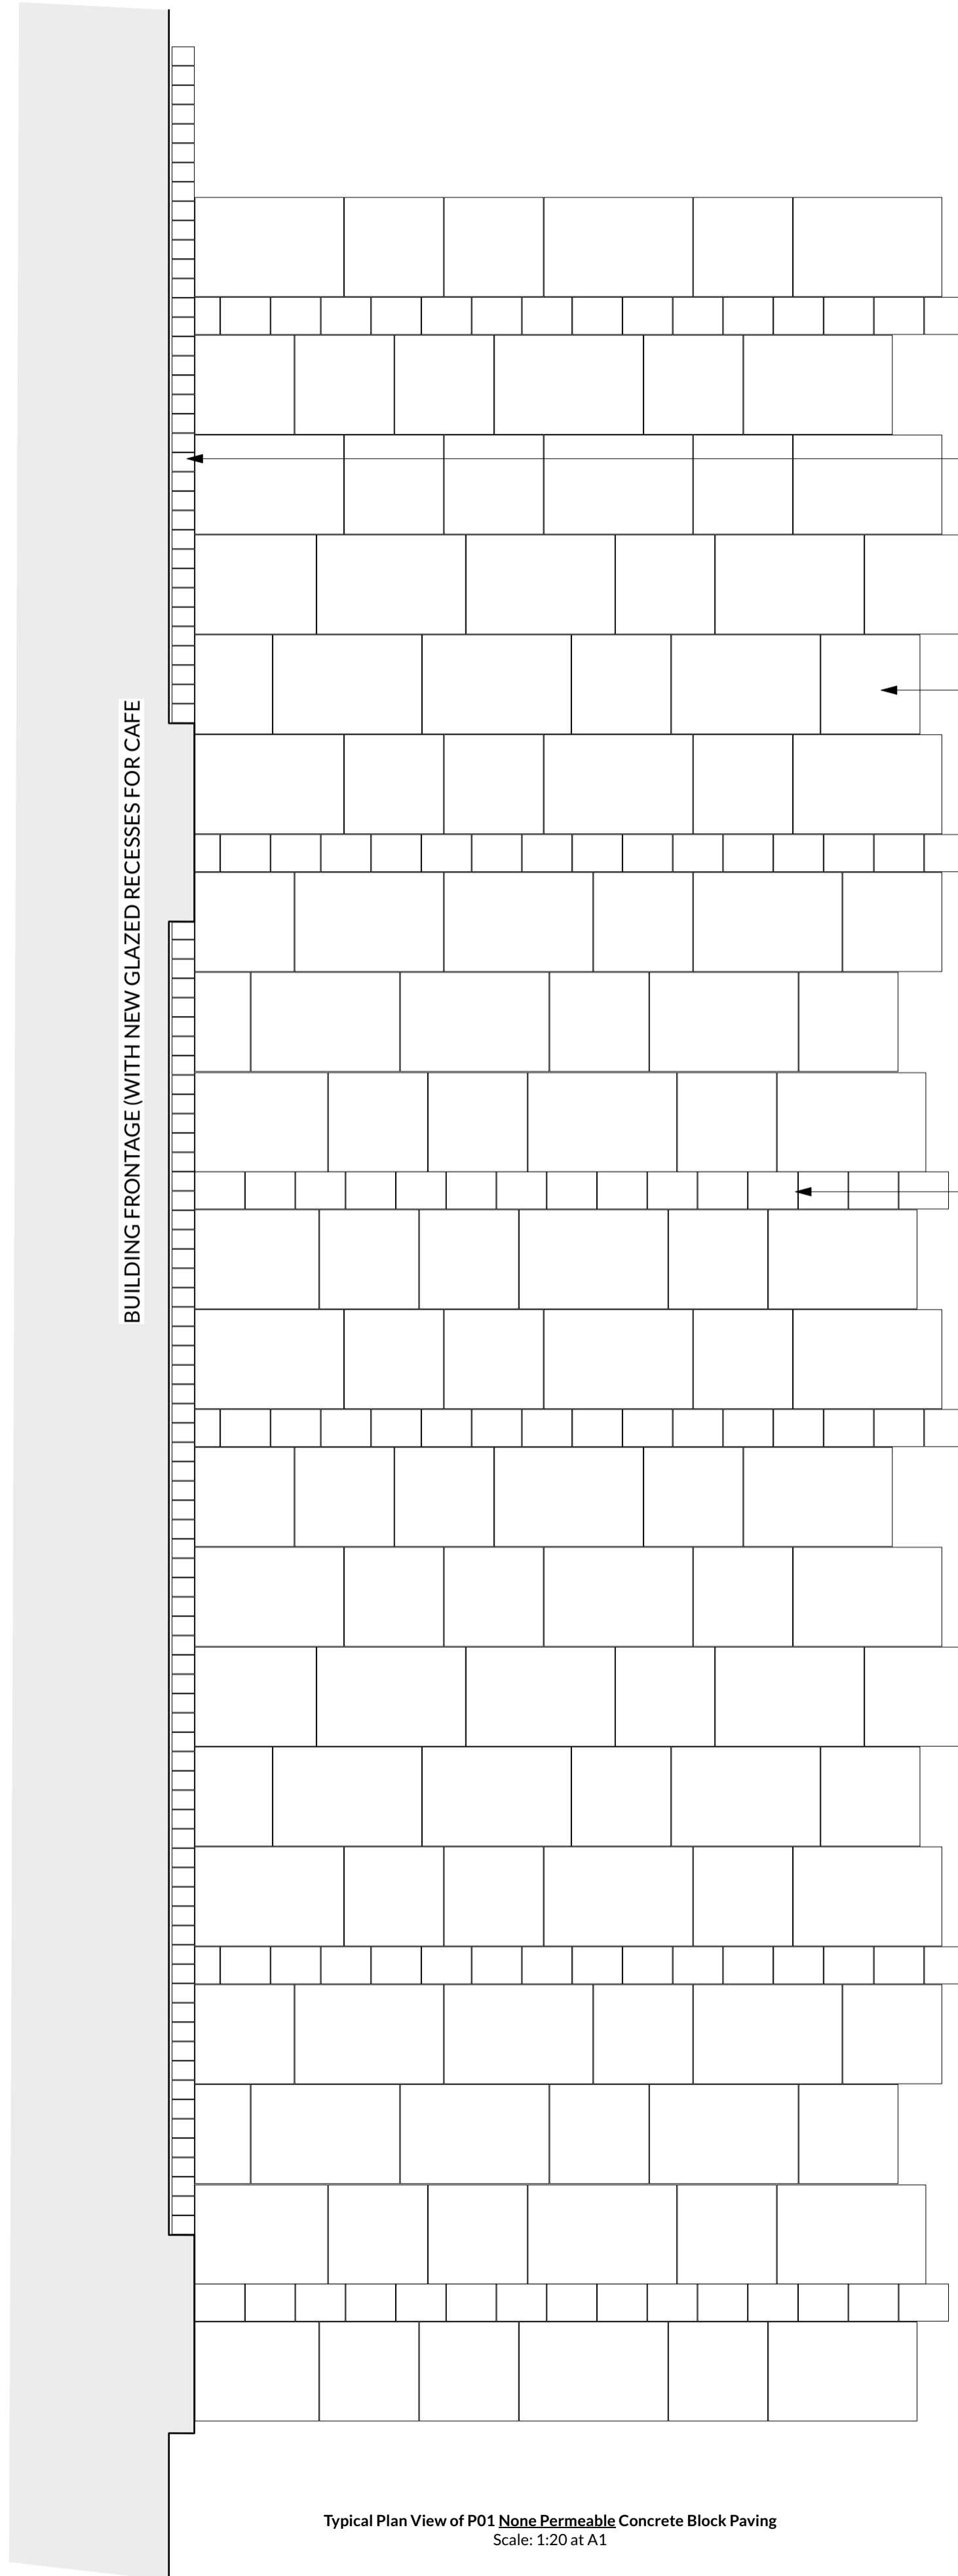 BUILDING FRONTAGE (WITH NEW GLAZED RECESSES FOR CAFE
Typical Plan View of P01 None Permeable Concrete Block Paving
Scale: 1:20 at A1